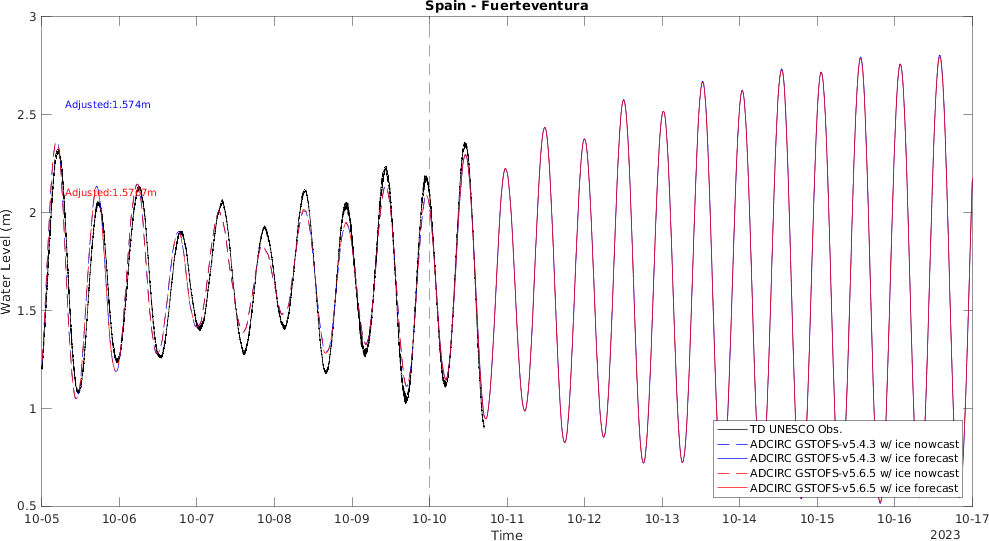 Spain - Fuerteventura
3
2.5
2
1.5
1
0.5
Water Level (m)
Adjusted:1.574m
TD UNESCO Obs.
ADCIRC GSTOFS-v5.4.3 w/ ice nowcast
ADCIRC GSTOFS-v5.4.3 w/ ice forecast
ADCIRC GSTOFS-v5.6.5 w/ ice nowcast
ADCIRC GSTOFS-v5.6.5 w/ ice forecast
10-05 10-06 10-07 10-08 10-09 10-10 10-11 10-12 10-13 10-14 10-15 10-16 10-17
Time
2023